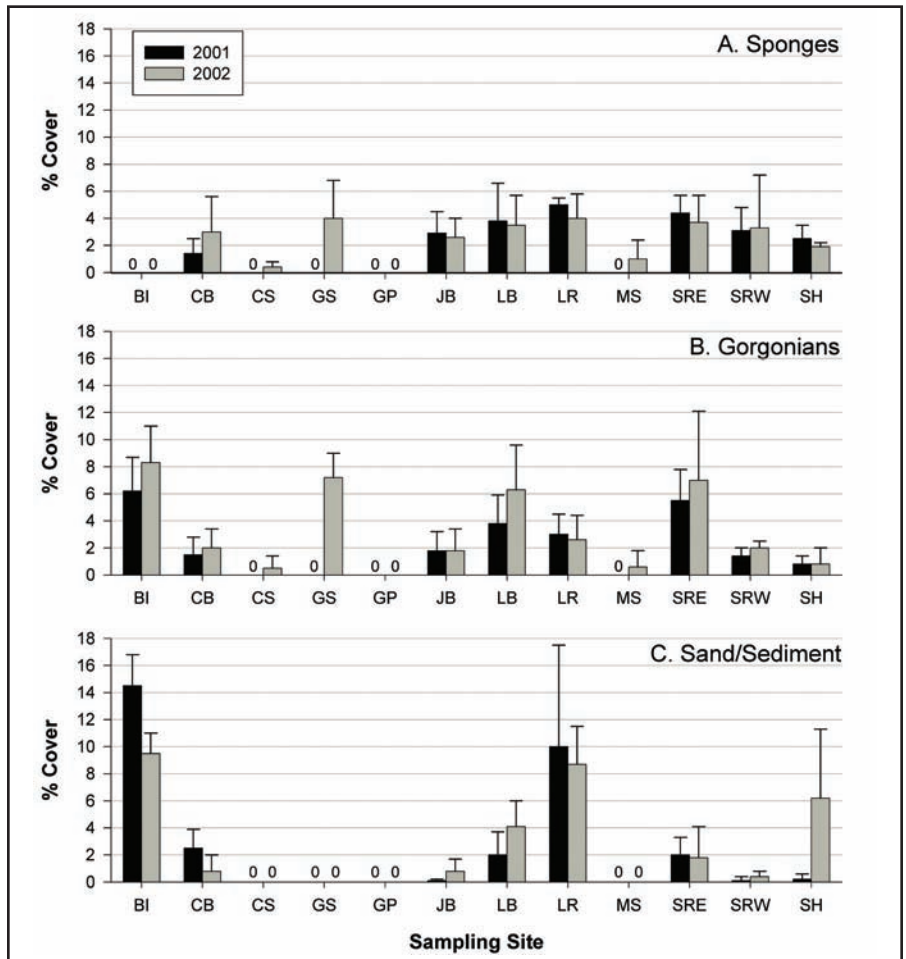 A. Sponges
2001
2002
% Cover
18
16
14
12
10
8
6
4
2
0
0 0 0 0 0 0 0
BI CB CS GS GP JB LB LR MS SRE SRW SH
B. Gorgonians
% Cover
18
16
14
12
10
8
6
4
2
0
0 0 0 0 0
BI CB CS GS GP JB LB LR MS SRE SRW SH
C. Sand/Sediment
% Cover
18
16
14
12
10
8
6
4
2
0
0 0 0 0 0 0 0 0
BI CB CS GS GP JB LB LR MS SRE SRW SH
Sampling Site